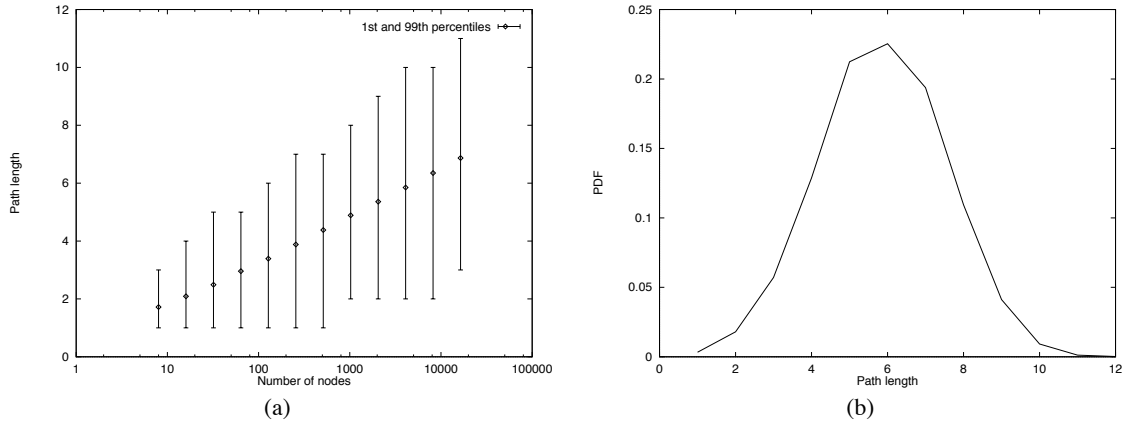 12
10
8
6
4
2
0
Path length
1st and 99th percentiles
1 10 100 1000 10000 100000
Number of nodes
(a)
0.25
0.2
0.15
0.1
0.05
0
PDF
0 2 4 6 8 10 12
Path length
(b)